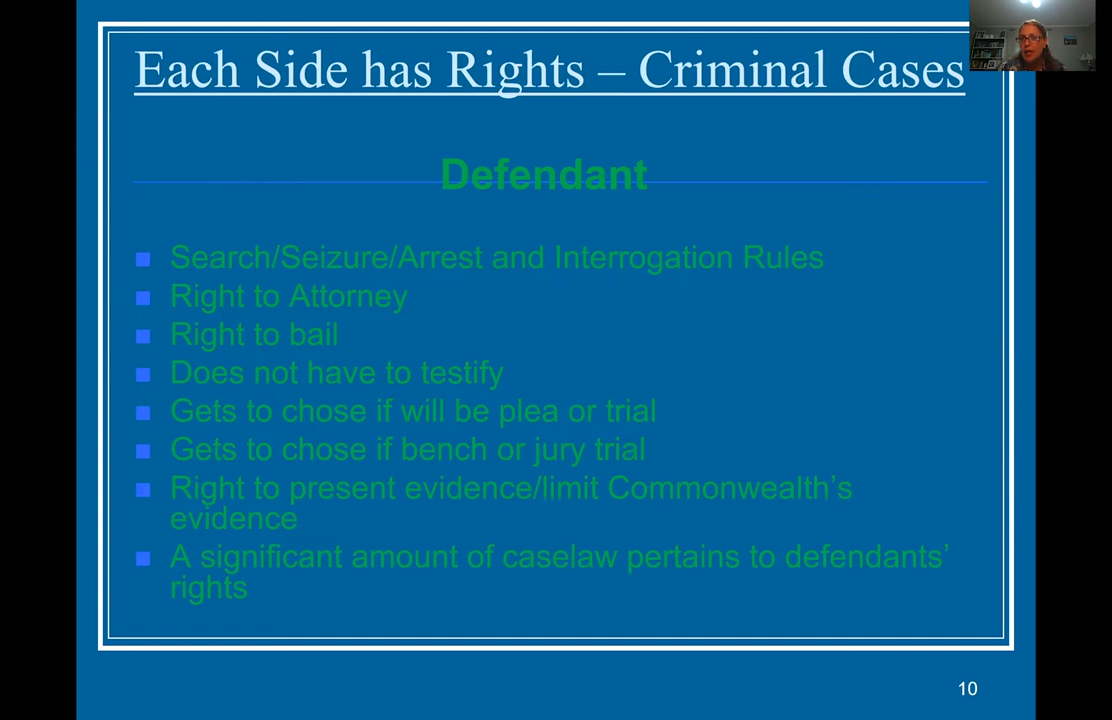 Each Side has Rights – Criminal Cases
Defendant
Search/Seizure/Arrest and Interrogation Rules
Right to Attorney
Right to bail
Does not have to testify
Gets to chose if will be plea or trial
Gets to chose if bench or jury trial
Right to present evidence/limit Commonwealth’s
evidence
A significant amount of caselaw pertains to defendants’
rights
10